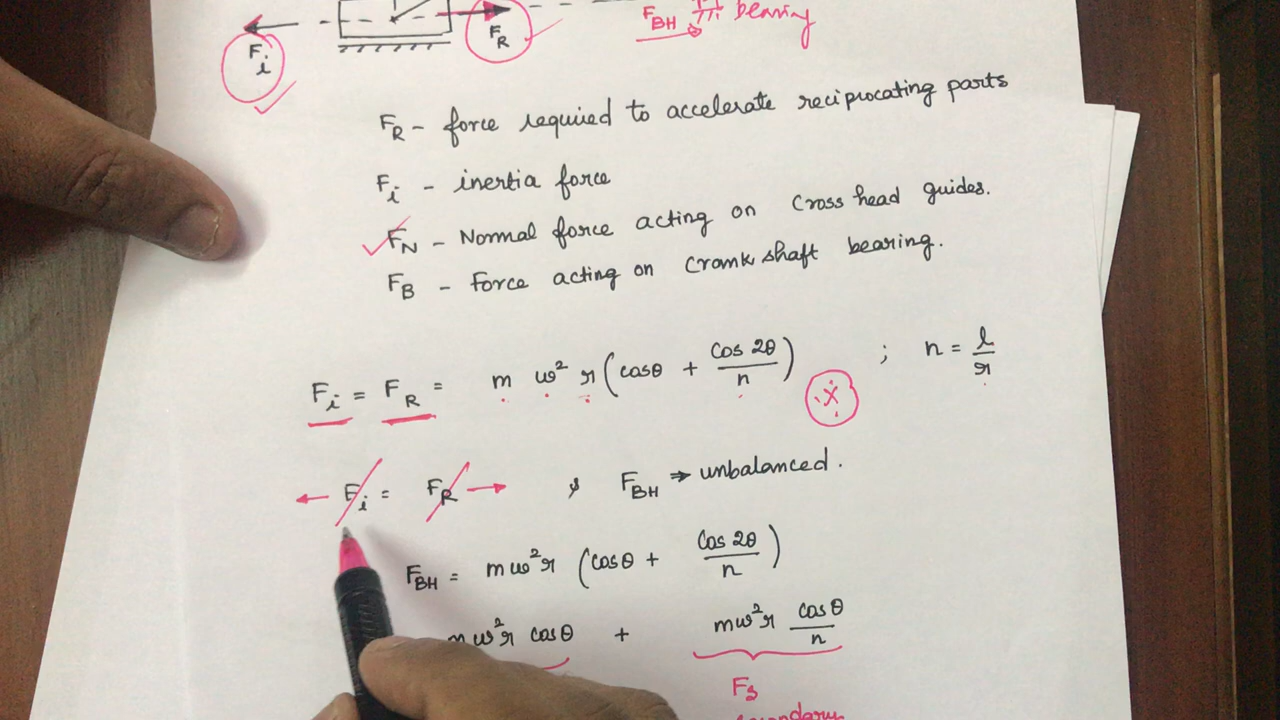 F_i F_R F_BH bearing
F_R - force required to accelerate reciprocating parts
F_i - inertia force
✓ F_N - Normal force acting on cross head guides.
F_B - Force acting on crank shaft bearing.
F_i = F_R = m ω² r (cosθ + cos 2θ / n) ; n = l / r
ẍ
← F_i = F_R → & F_BH ⇒ unbalanced.
F_BH = mω²r (cosθ + cos 2θ / n)
mω²r cosθ + mω²r cosθ / n
F_S
secondary